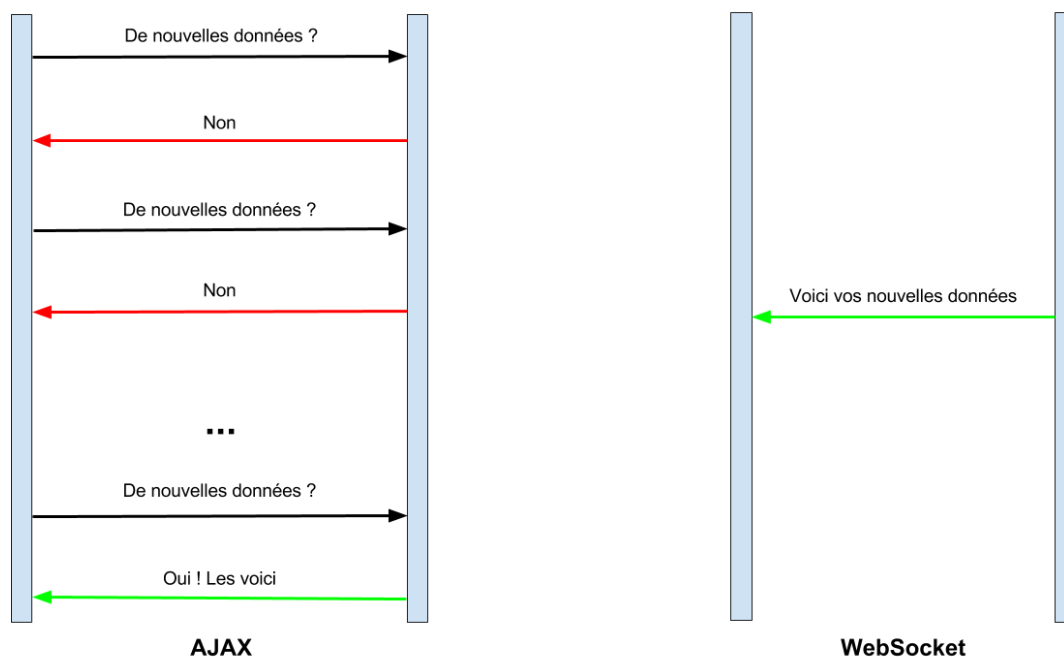 De nouvelles données ?
Non
De nouvelles données ?
Non
...
De nouvelles données ?
Oui ! Les voici
AJAX
Voici vos nouvelles données
WebSocket